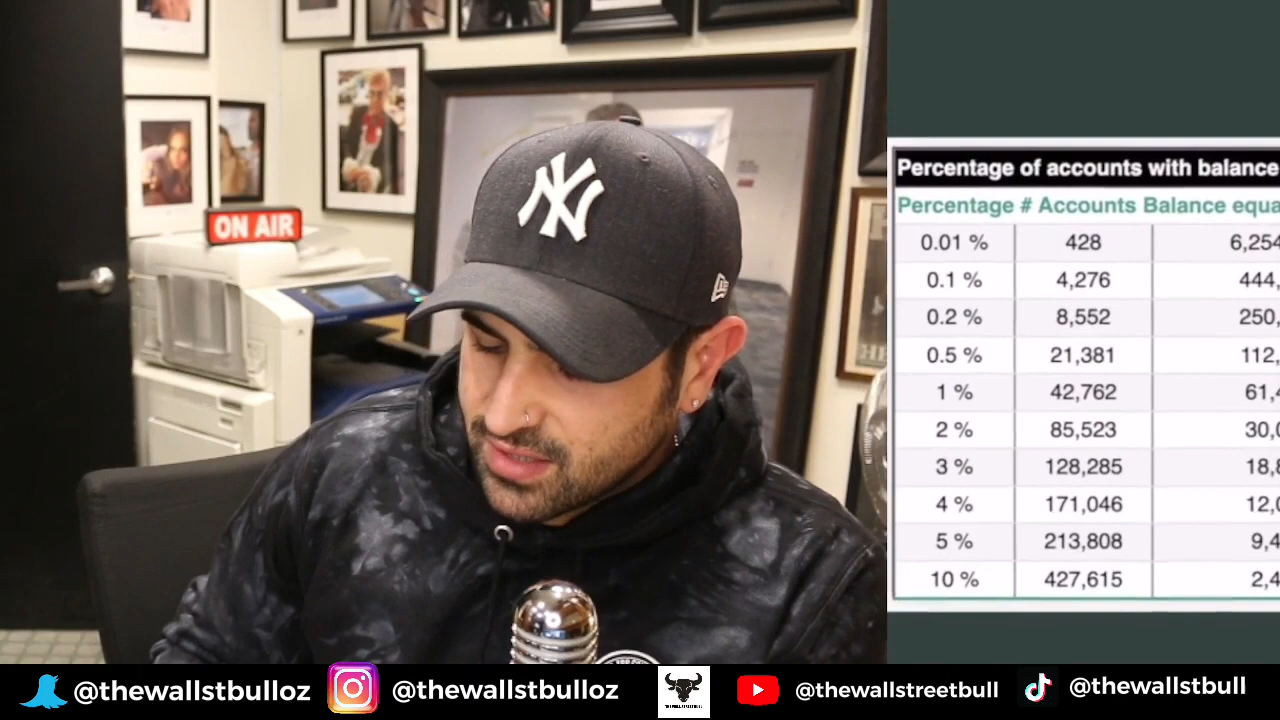 ON AIR
NY
Percentage of accounts with balance
Percentage # Accounts Balance equa
0.01 % 428 6,254
0.1 % 4,276 444,
0.2 % 8,552 250,
0.5 % 21,381 112,
1 % 42,762 61,4
2 % 85,523 30,0
3 % 128,285 18,8
4 % 171,046 12,0
5 % 213,808 9,4
10 % 427,615 2,4
@thewallstbulloz @thewallstbulloz @thewallstreetbull @thewallstbull